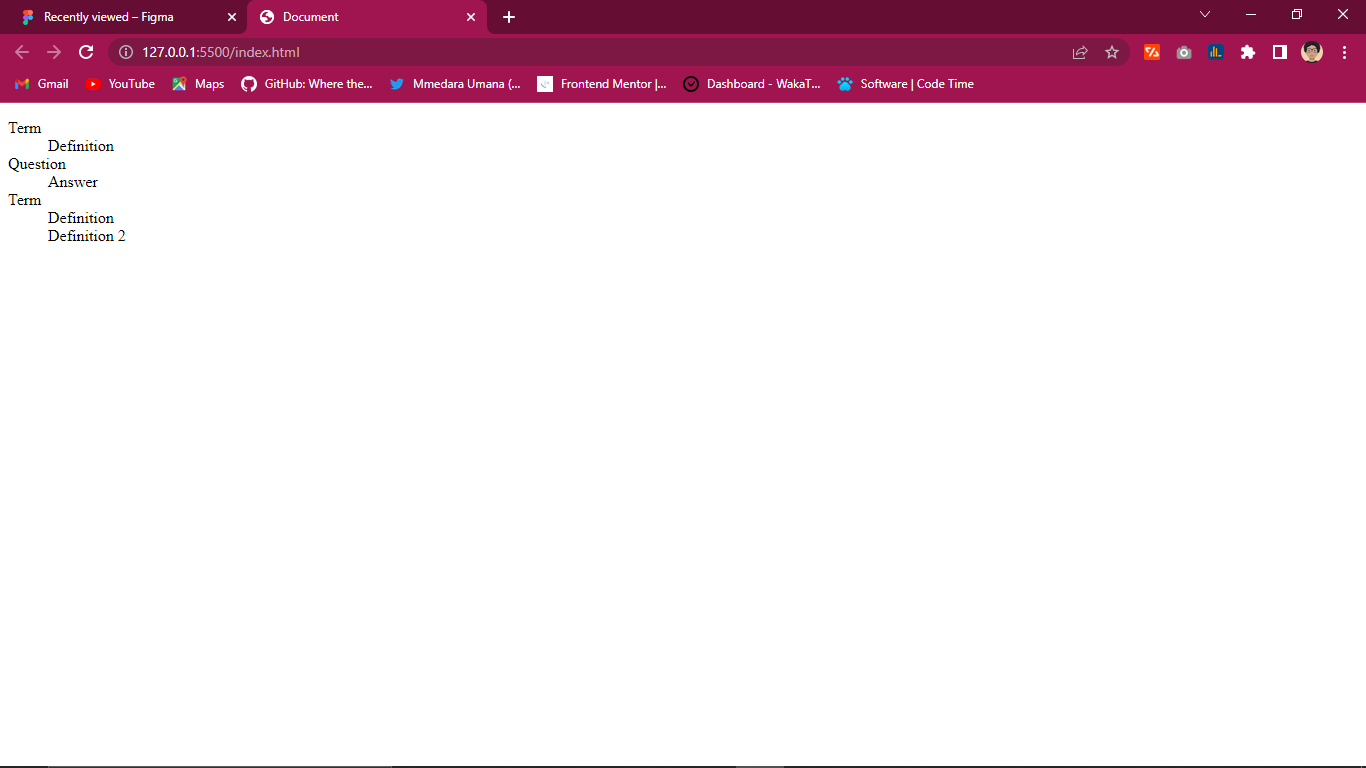 Recently viewed – Figma
Document
127.0.0.1:5500/index.html
Gmail
YouTube
Maps
GitHub: Where the...
Mmedara Umana (...
Frontend Mentor |...
Dashboard - WakaT...
Software | Code Time
Term
Definition
Question
Answer
Term
Definition
Definition 2